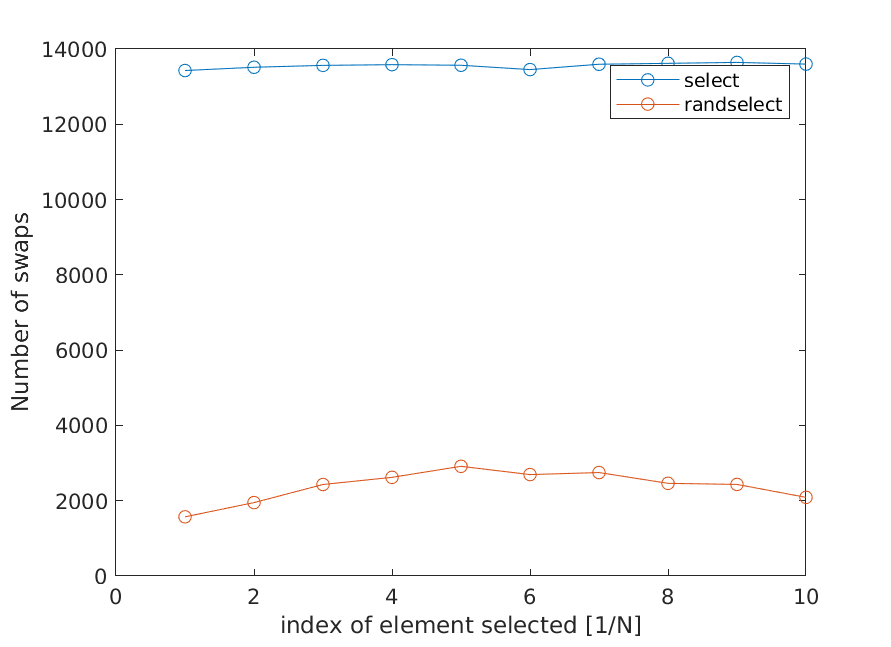 14000
12000
10000
8000
6000
4000
2000
0
Number of swaps
select
randselect
0 2 4 6 8 10
index of element selected [1/N]